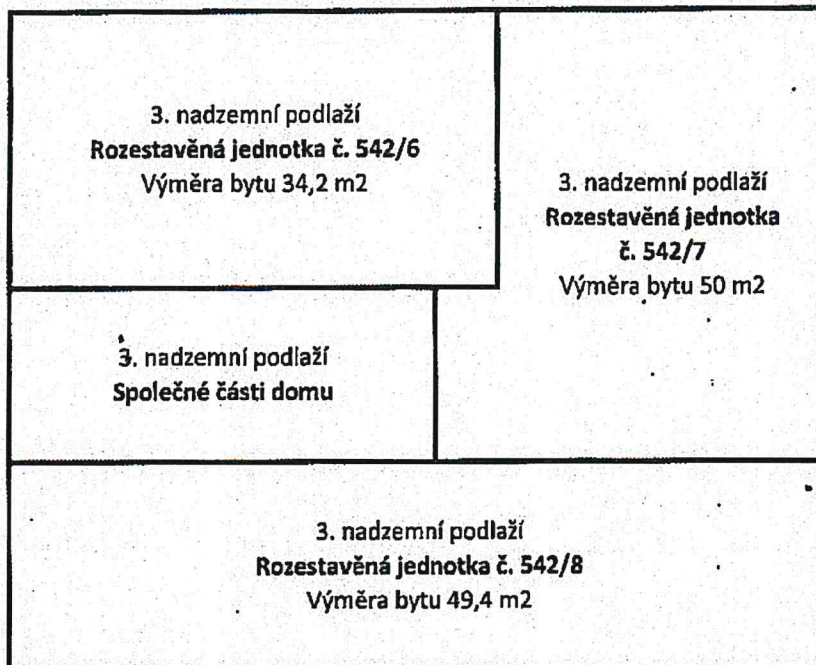 3. nadzemní podlaží
Rozestavěná jednotka č. 542/6
Výměra bytu 34,2 m2
3. nadzemní podlaží
Rozestavěná jednotka
č. 542/7
Výměra bytu 50 m2
3. nadzemní podlaží
Společné části domu
3. nadzemní podlaží
Rozestavěná jednotka č. 542/8
Výměra bytu 49,4 m2